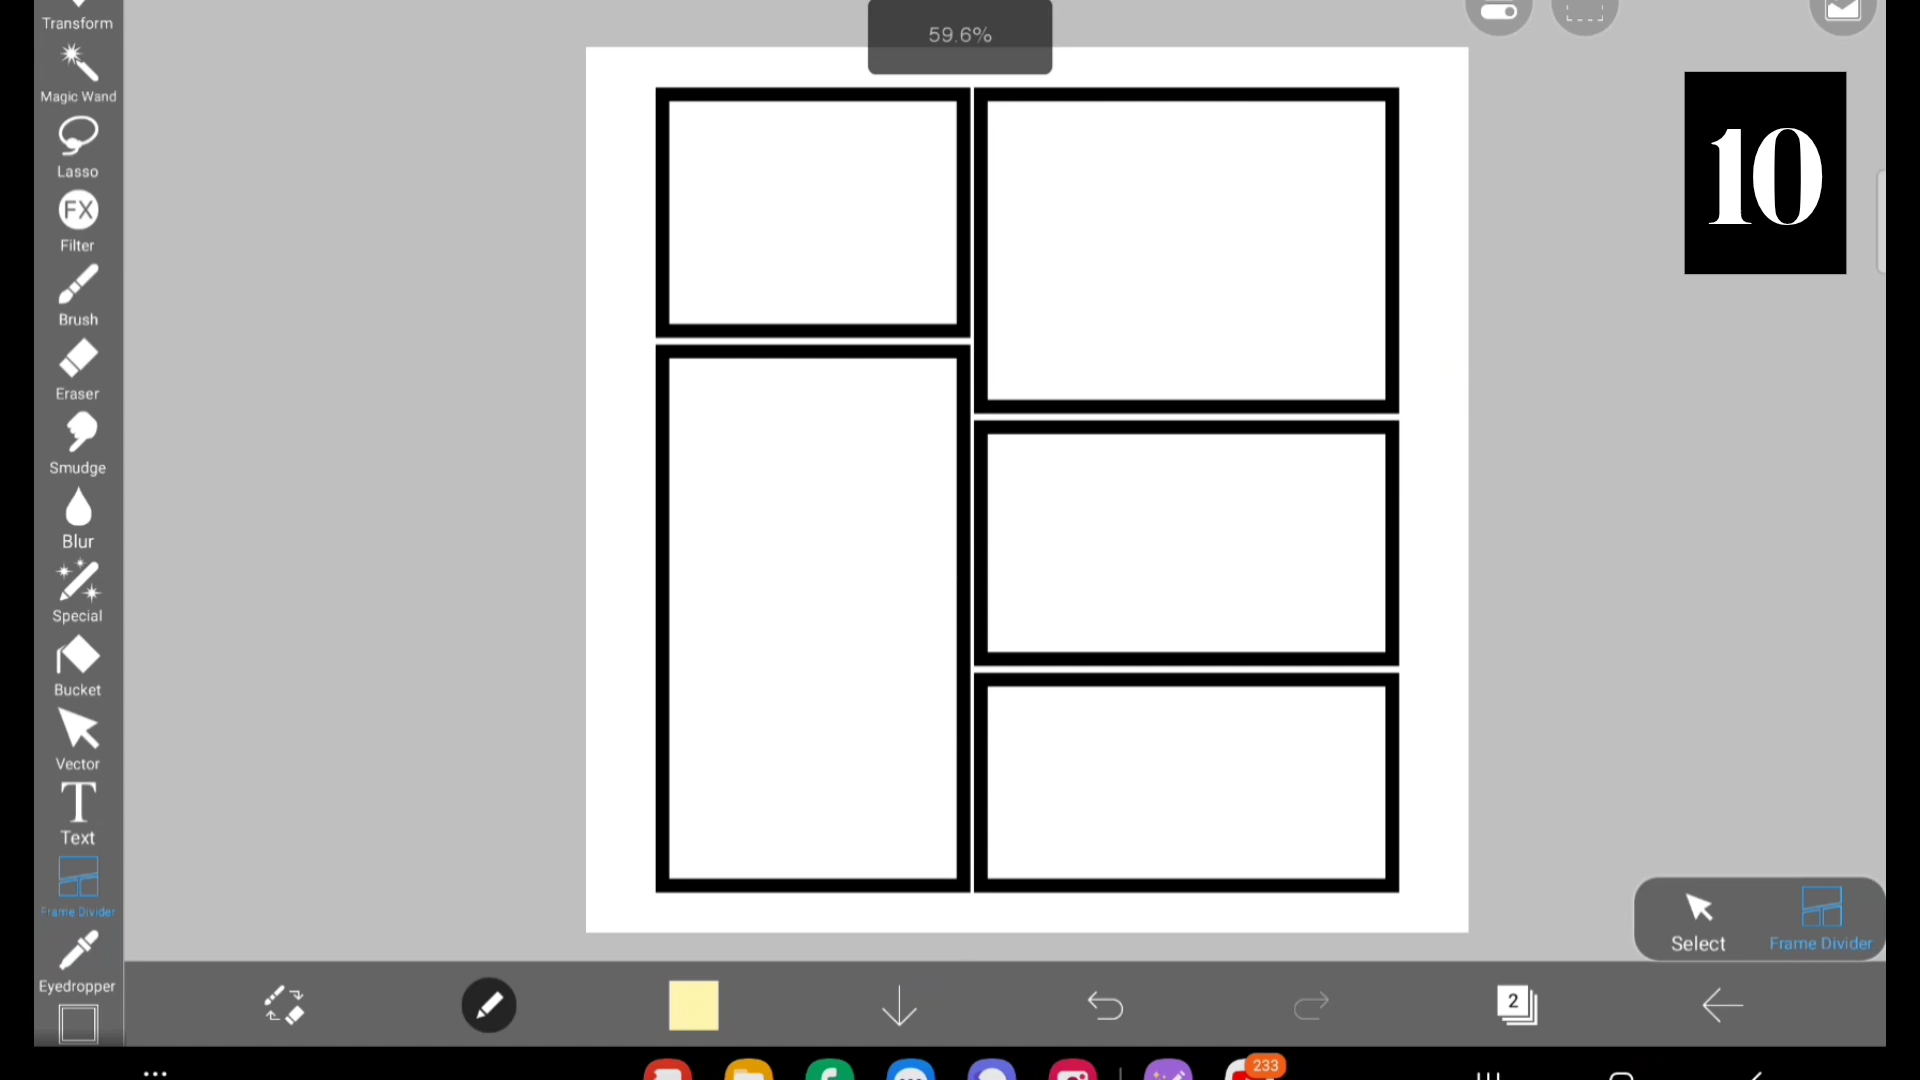 Transform
59.6%
Magic Wand
10
Lasso
FX
Filter
Brush
Eraser
Smudge
Blur
Special
Bucket
Vector
T
Text
Frame Divider
Select
Frame Divider
Eyedropper
2
233